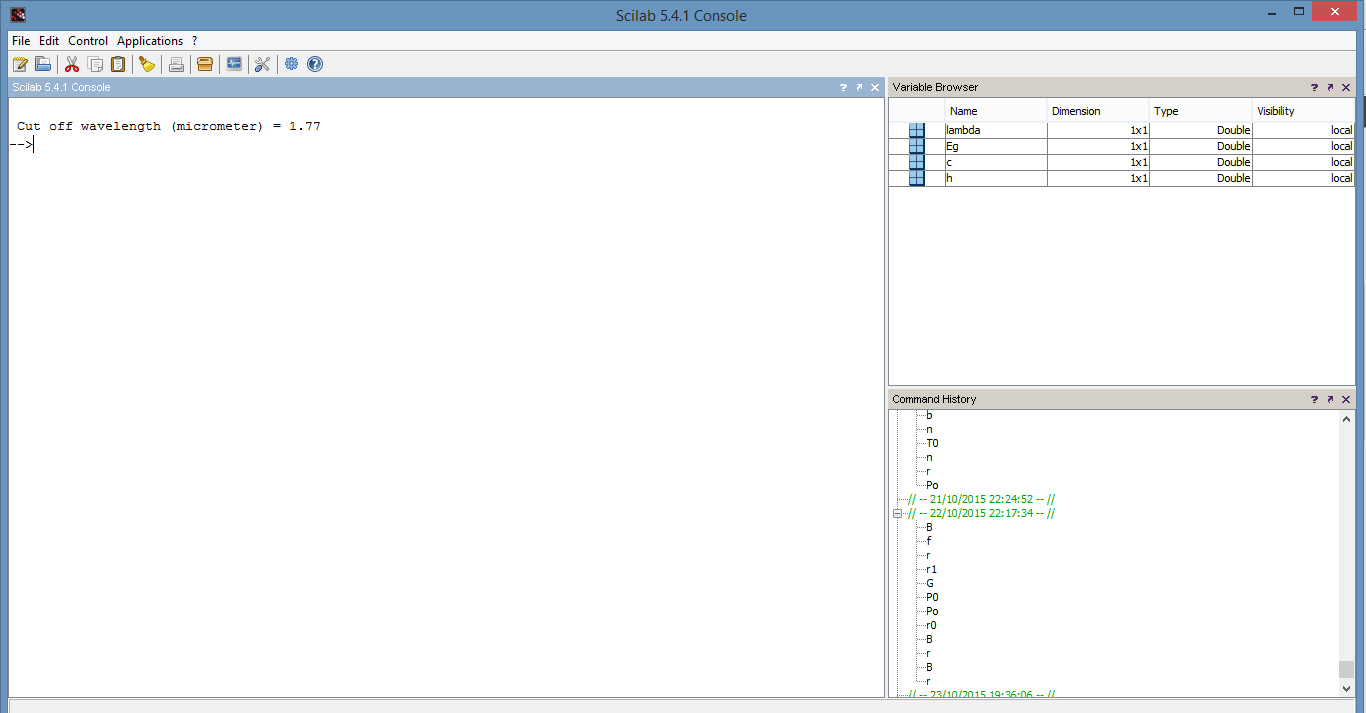 Scilab 5.4.1 Console
File Edit Control Applications ?
Scilab 5.4.1 Console
Cut off wavelength (micrometer) = 1.77
-->
Variable Browser
Name Dimension Type Visibility
lambda 1x1 Double local
Eg 1x1 Double local
c 1x1 Double local
h 1x1 Double local
Command History
b
n
T0
n
r
Po
// -- 21/10/2015 22:24:52 -- //
// -- 22/10/2015 22:17:34 -- //
B
f
r
r1
G
P0
Po
r0
B
r
B
r
// -- 23/10/2015 19:36:06 -- //